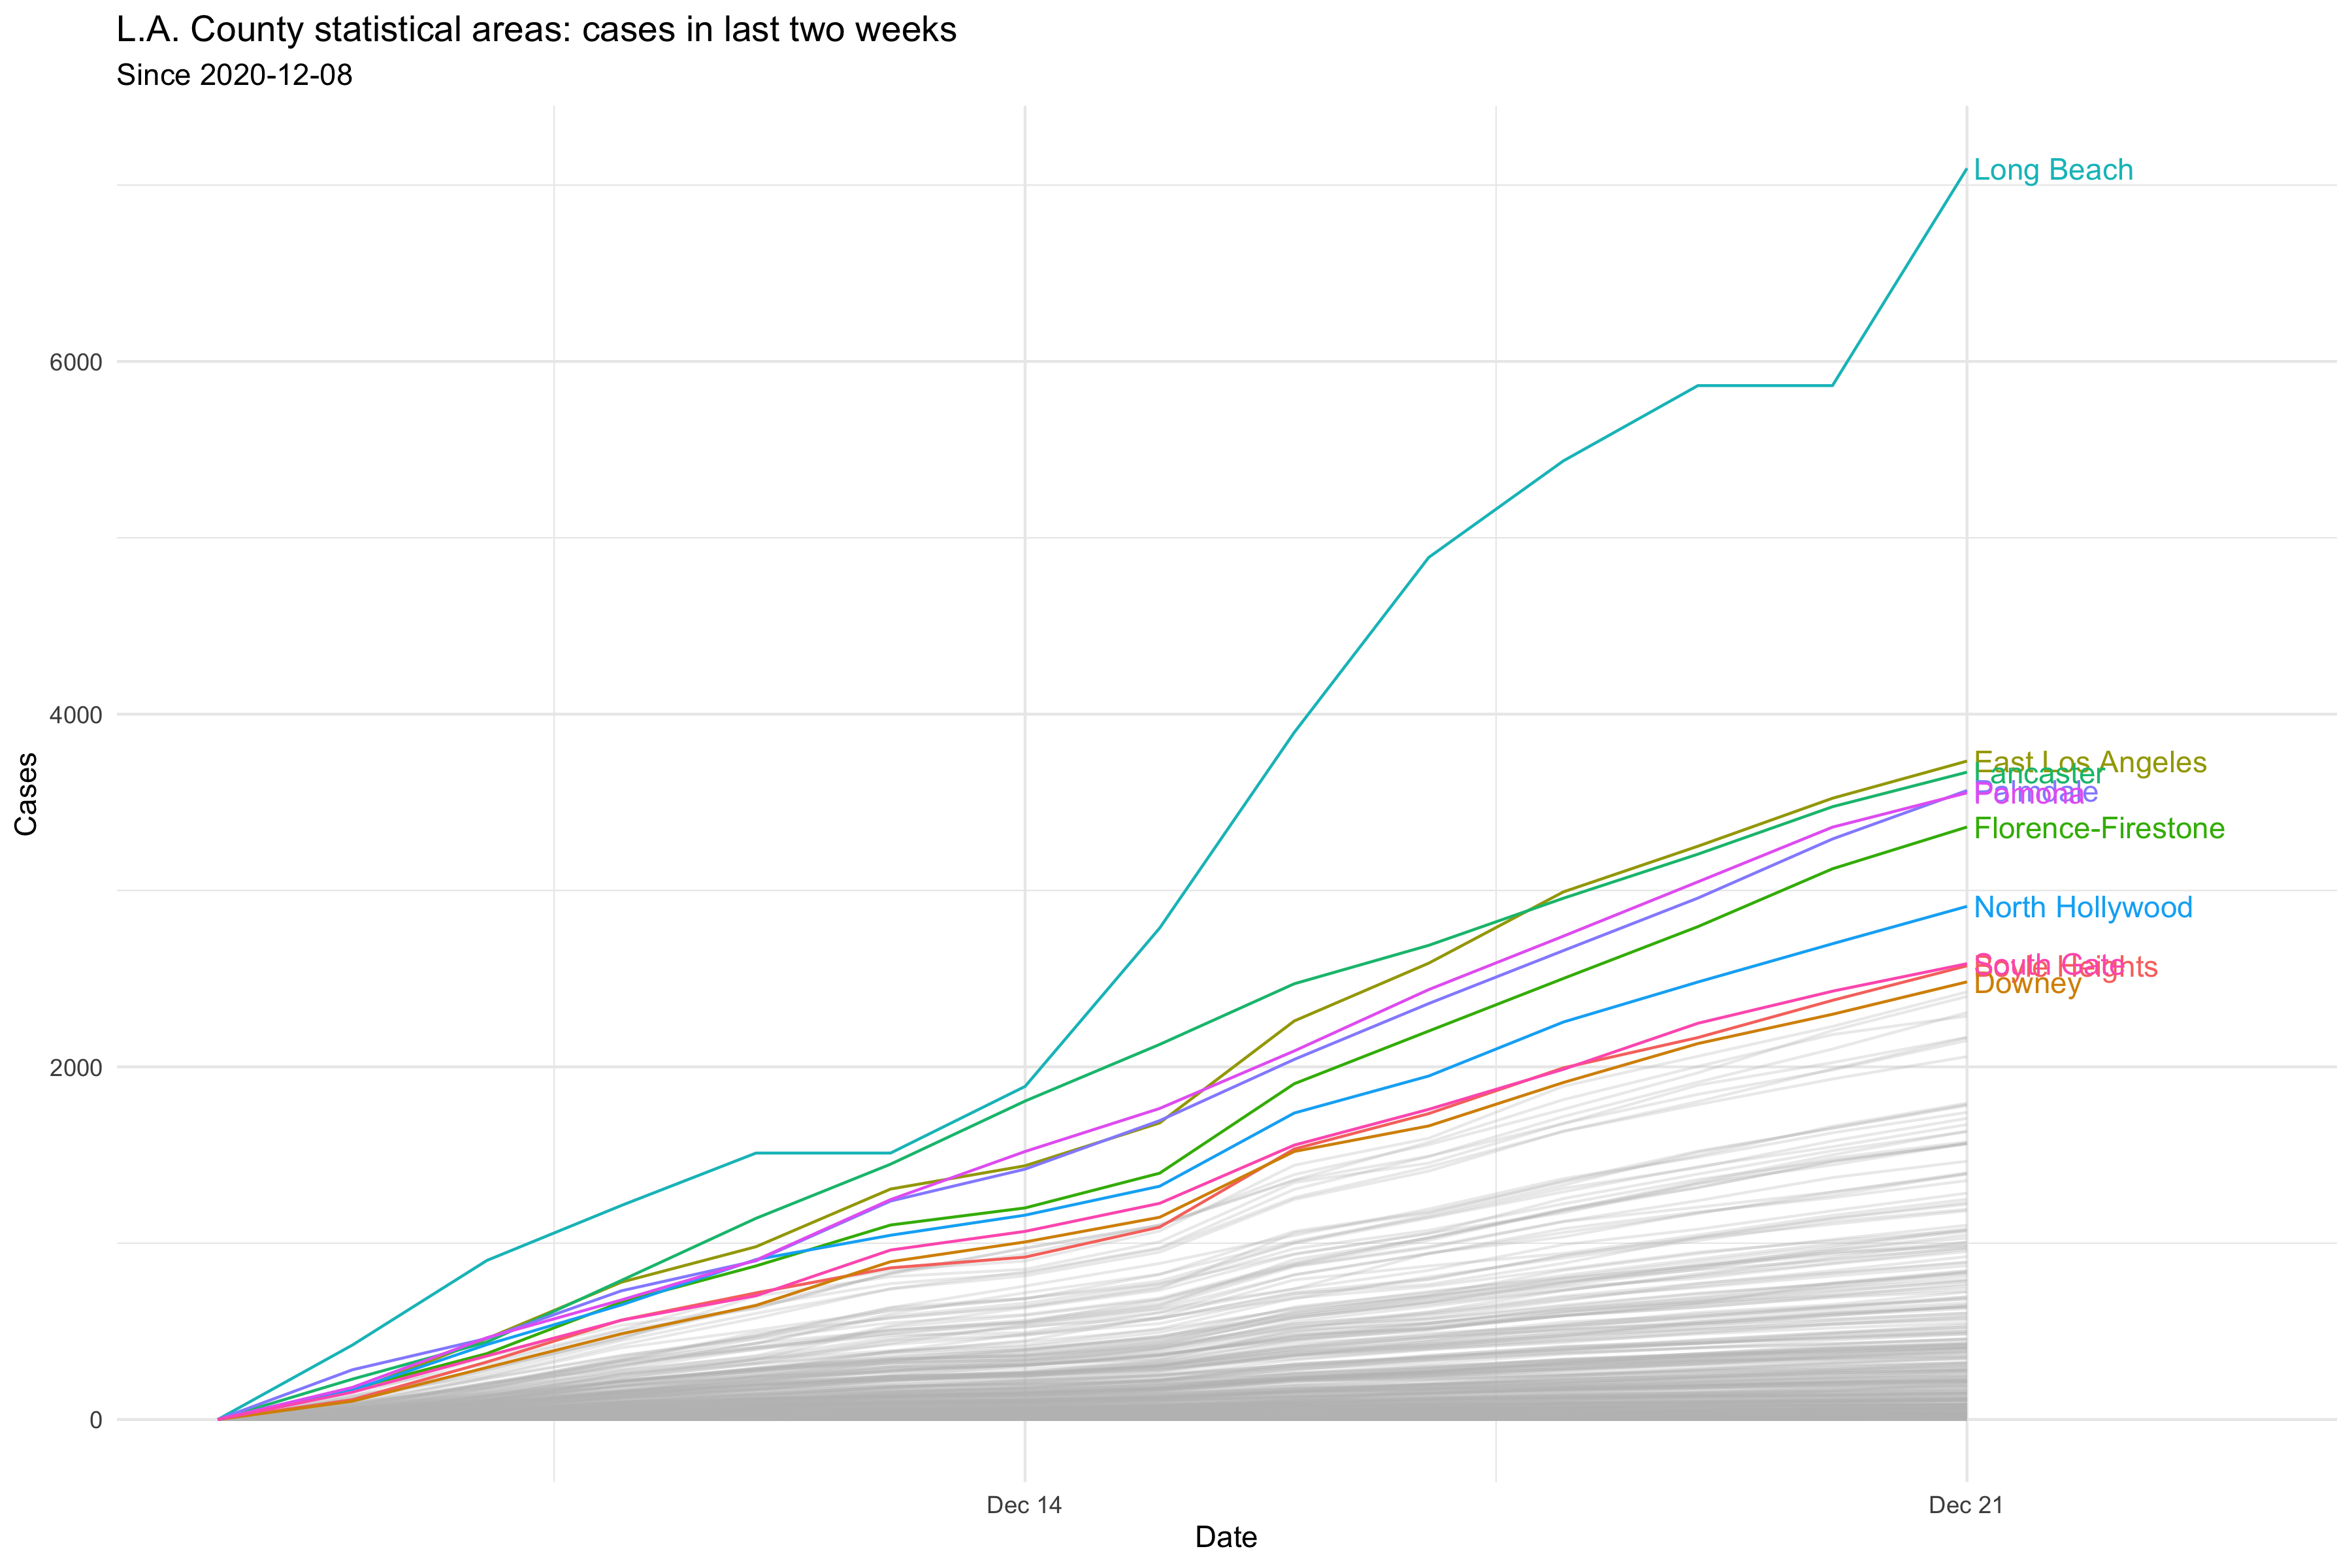 L.A. County statistical areas: cases in last two weeks
Since 2020-12-08
Long Beach
6000
4000
East Los Angeles
Lancaster
Palmdale
Pomona
Florence-Firestone
North Hollywood
South Gate
Boyle Heights
Downey
2000
0
Cases
Dec 14
Dec 21
Date